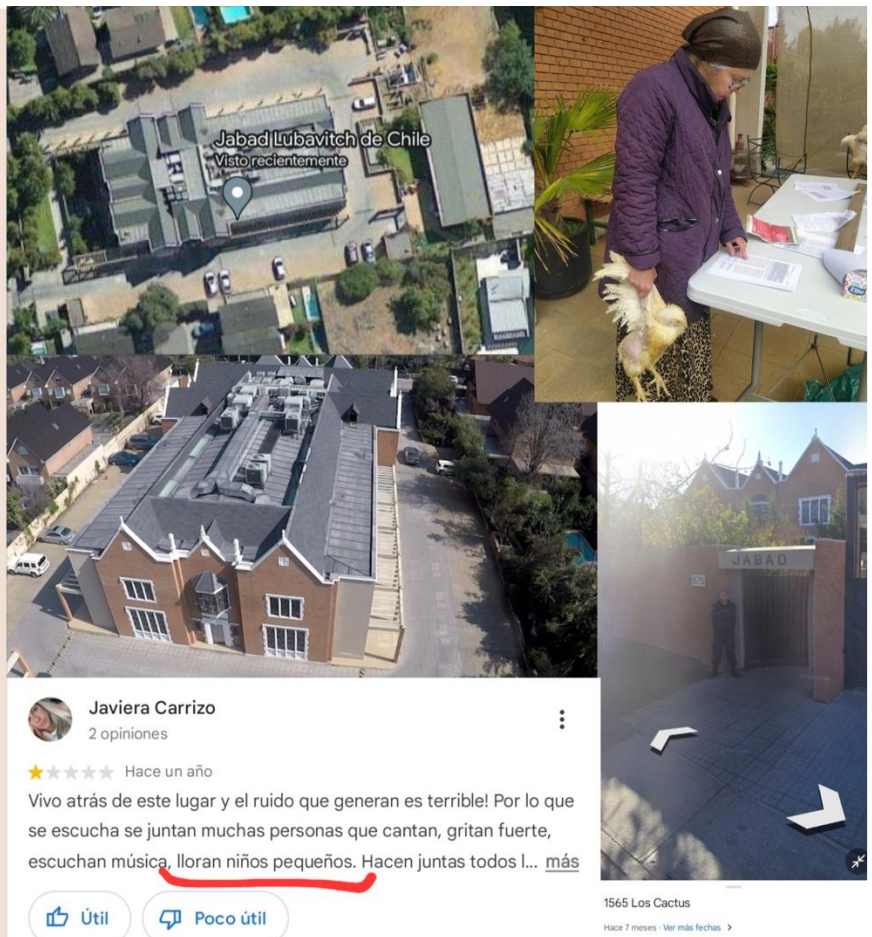 Jabad Lubavitch de Chile
Visto recientemente
JABAD
Javiera Carrizo
2 opiniones
Hace un año
Vivo atrás de este lugar y el ruido que generan es terrible! Por lo que
se escucha se juntan muchas personas que cantan, gritan fuerte,
escuchan música, lloran niños pequeños. Hacen juntas todos l... más
Útil
Poco útil
1565 Los Cactus
Hace 7 meses · Ver más fechas